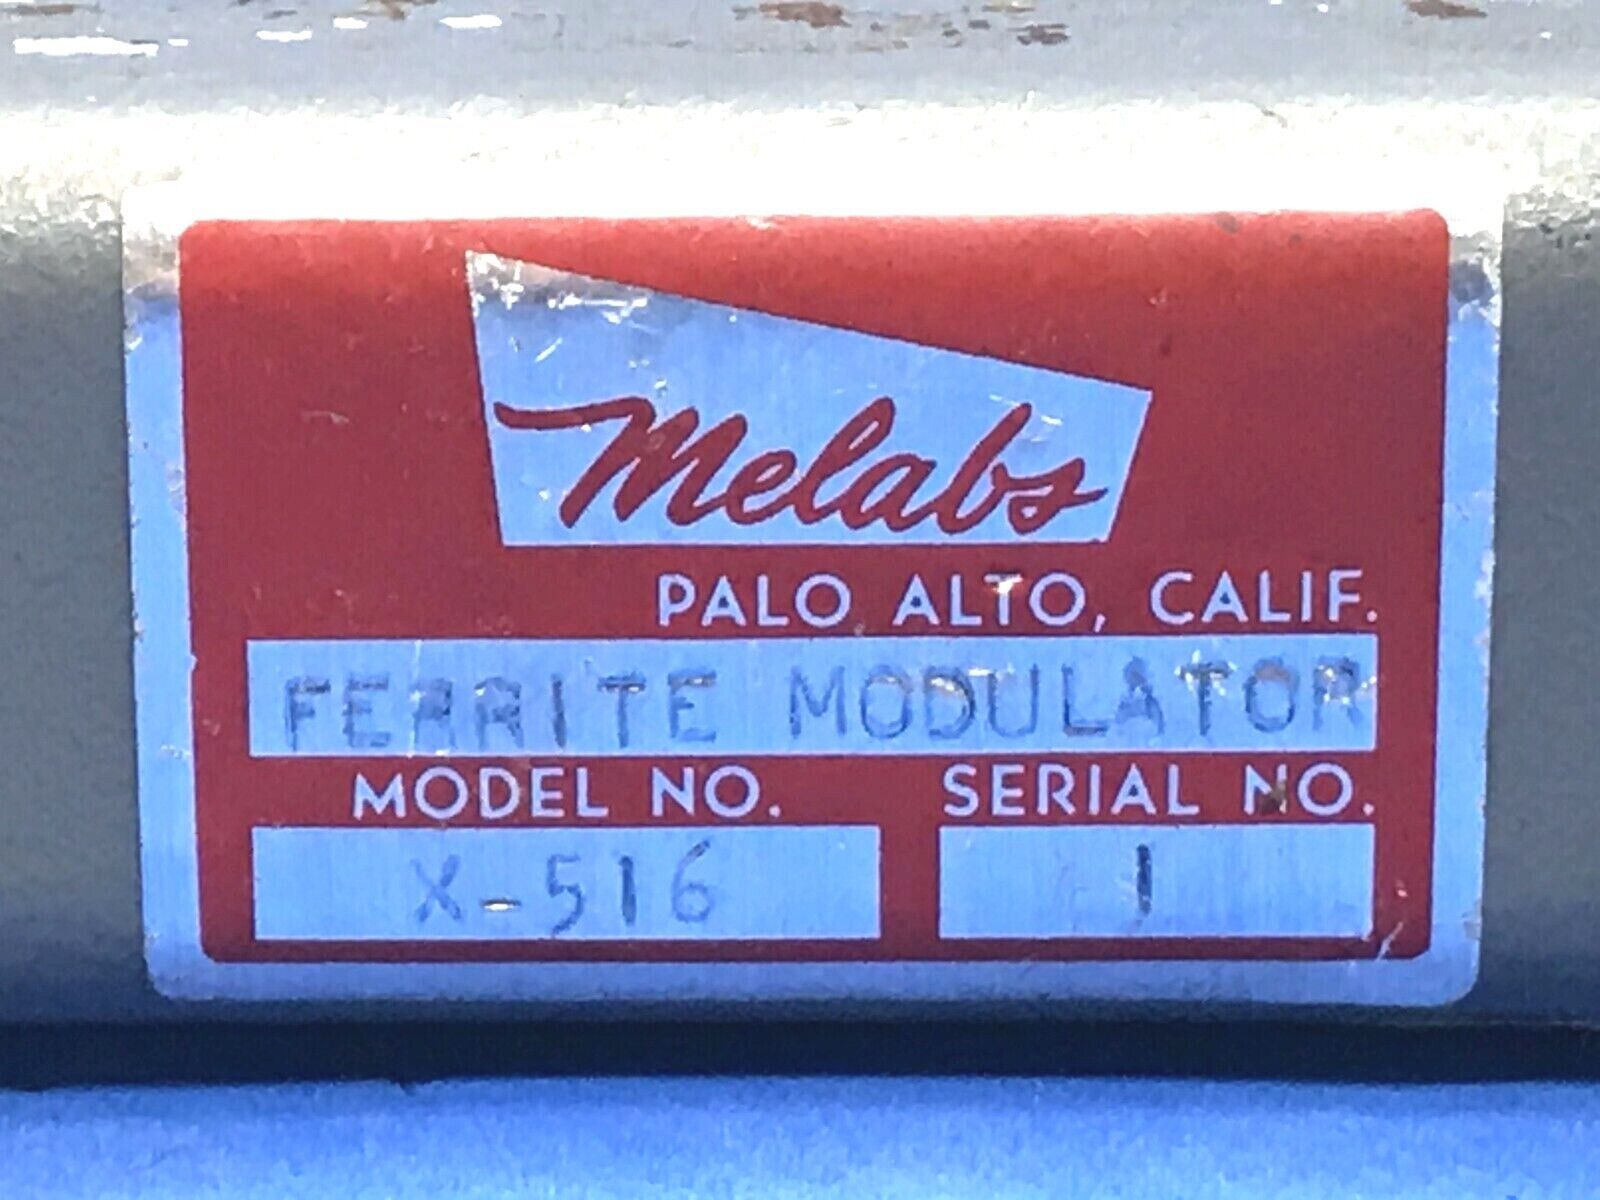 Melabs
PALO ALTO, CALIF.
FERRITE MODULATOR
MODEL NO. SERIAL NO.
X-516 1